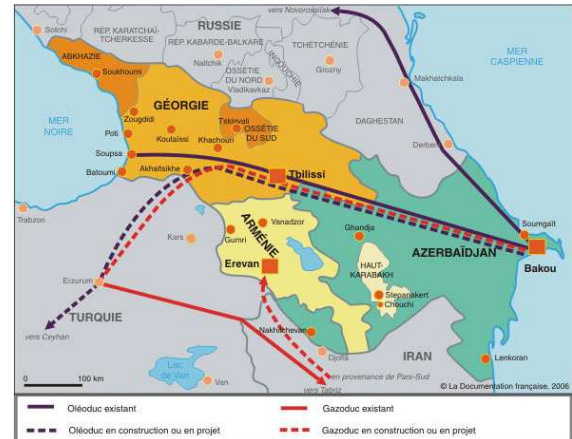 vers Novorossijsk
RUSSIE
Sotchi
RÉP. KARATCHAÏ-
TCHERKESSE
RÉP. KABARDE-BALKARE
Naltchik
TCHÉTCHÉNIE
Grozny
INGOUCHIE
MER
CASPIENNE
ABKHAZIE
Soukhoumi
OSSÉTIE
DU NORD
Vladikavkaz
Makhatchkala
GÉORGIE
Zougdidi
Tskinvali
OSSÉTIE
DU SUD
DAGHESTAN
MER
NOIRE
Poti
Koutaïssi
Khachouri
Derbent
Soupsa
Batoumi
Akhaltsikhe
Tbilissi
Trabzon
Kars
ARMÉNIE
Vanadzor
Gumri
Ghandja
Soumgaït
AZERBAÏDJAN
Bakou
Erevan
HAUT-
KARABAKH
Stepanakert
Chouchi
Erzurum
TURQUIE
vers Ceyhan
Nakhitchevan
Djolfa
IRAN
Lenkoran
Lac
de Van
Van
en provenance de Pars-Sud
vers Tabriz
0 100 km
© La Documentation française, 2006
Oléoduc existant
Gazoduc existant
Oléoduc en construction ou en projet
Gazoduc en construction ou en projet